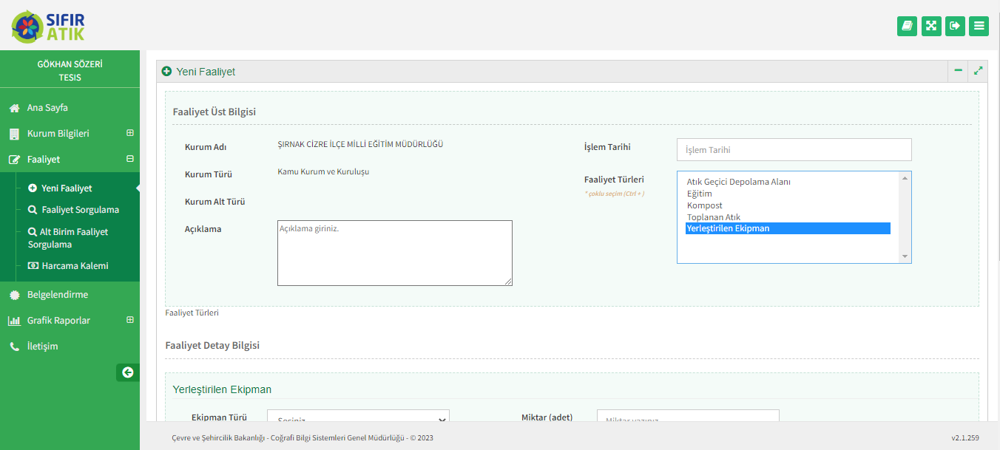 SIFIR
ATIK
GÖKHAN SÖZERİ
TESIS
Ana Sayfa
Kurum Bilgileri
Faaliyet
Yeni Faaliyet
Faaliyet Sorgulama
Alt Birim Faaliyet
Sorgulama
Harcama Kalemi
Belgelendirme
Grafik Raporlar
İletişim
Yeni Faaliyet
Faaliyet Üst Bilgisi
Kurum Adı
ŞIRNAK CİZRE İLÇE MİLLİ EĞİTİM MÜDÜRLÜĞÜ
Kurum Türü
Kamu Kurum ve Kuruluşu
Kurum Alt Türü
Açıklama
Açıklama giriniz.
İşlem Tarihi
İşlem Tarihi
Faaliyet Türleri
* çoklu seçim (Ctrl + )
Atık Geçici Depolama Alanı
Eğitim
Kompost
Toplanan Atık
Yerleştirilen Ekipman
Faaliyet Türleri
Faaliyet Detay Bilgisi
Yerleştirilen Ekipman
Ekipman Türü
Seçiniz
Miktar (adet)
Miktar yazınız
Çevre ve Şehircilik Bakanlığı - Coğrafi Bilgi Sistemleri Genel Müdürlüğü - © 2023
v2.1.259